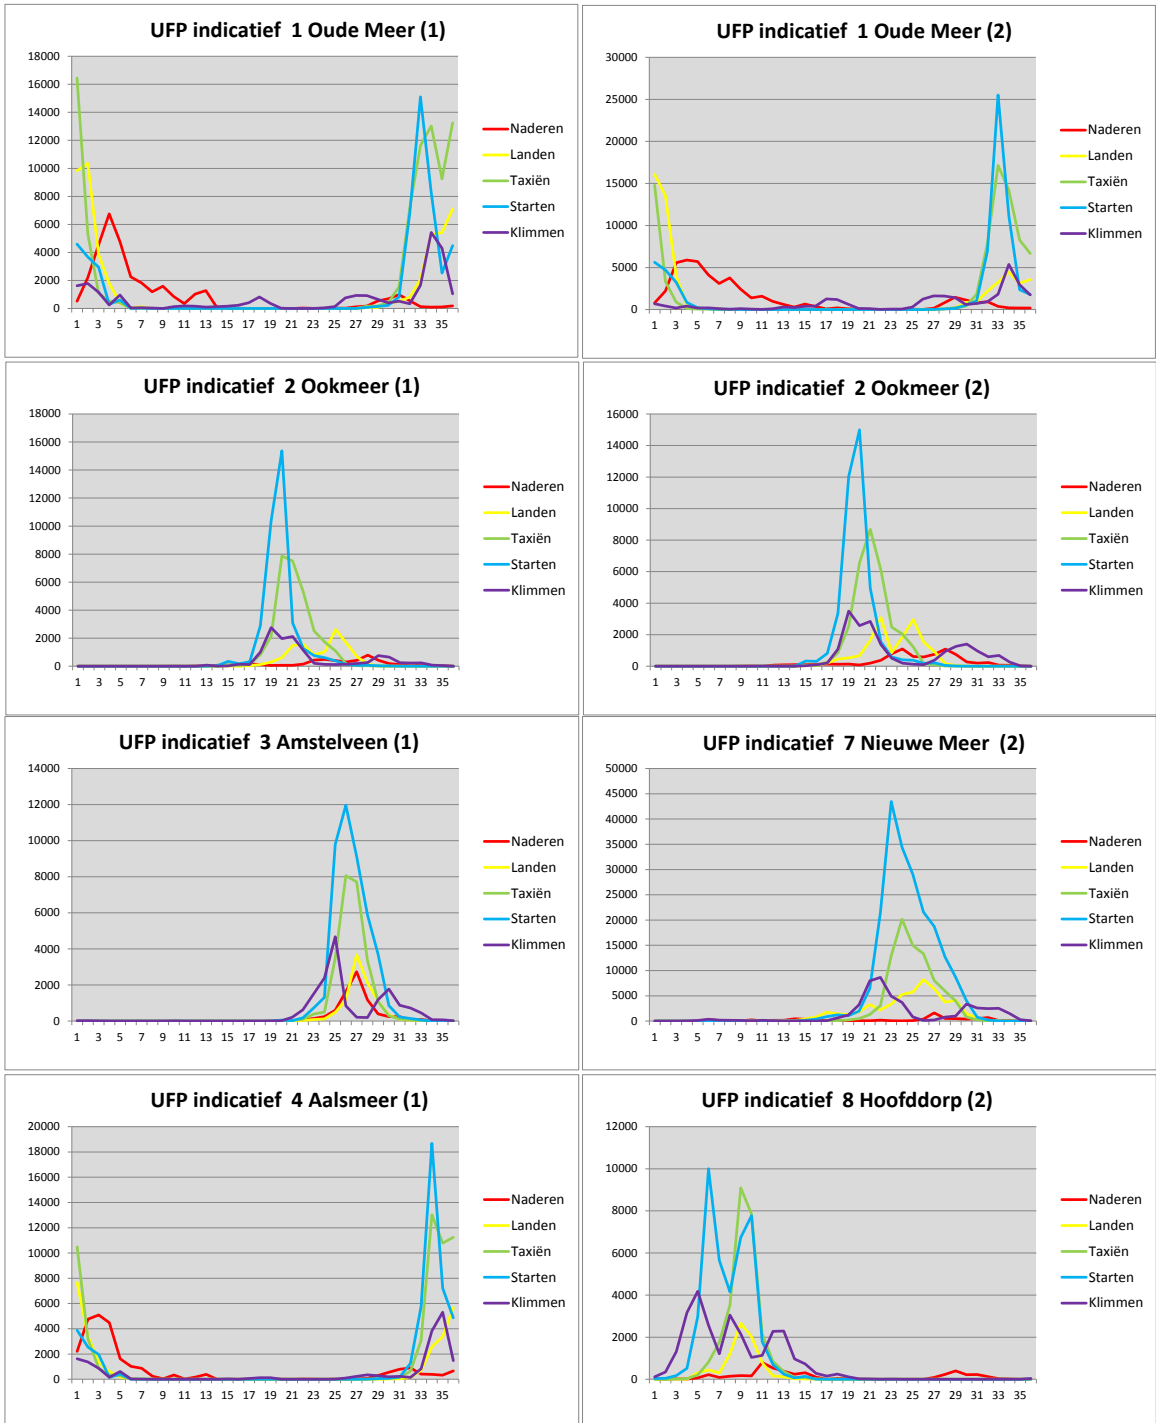 UFP indicatief 1 Oude Meer (1)
18000
16000
14000
12000
10000
8000
6000
4000
2000
0
1 3 5 7 9 11 13 15 17 19 21 23 25 27 29 31 33 35
Naderen
Landen
Taxiën
Starten
Klimmen
UFP indicatief 1 Oude Meer (2)
30000
25000
20000
15000
10000
5000
0
1 3 5 7 9 11 13 15 17 19 21 23 25 27 29 31 33 35
Naderen
Landen
Taxiën
Starten
Klimmen
UFP indicatief 2 Ookmeer (1)
18000
16000
14000
12000
10000
8000
6000
4000
2000
0
1 3 5 7 9 11 13 15 17 19 21 23 25 27 29 31 33 35
Naderen
Landen
Taxiën
Starten
Klimmen
UFP indicatief 2 Ookmeer (2)
16000
14000
12000
10000
8000
6000
4000
2000
0
1 3 5 7 9 11 13 15 17 19 21 23 25 27 29 31 33 35
Naderen
Landen
Taxiën
Starten
Klimmen
UFP indicatief 3 Amstelveen (1)
14000
12000
10000
8000
6000
4000
2000
0
1 3 5 7 9 11 13 15 17 19 21 23 25 27 29 31 33 35
Naderen
Landen
Taxiën
Starten
Klimmen
UFP indicatief 7 Nieuwe Meer (2)
50000
45000
40000
35000
30000
25000
20000
15000
10000
5000
0
1 3 5 7 9 11 13 15 17 19 21 23 25 27 29 31 33 35
Naderen
Landen
Taxiën
Starten
Klimmen
UFP indicatief 4 Aalsmeer (1)
20000
18000
16000
14000
12000
10000
8000
6000
4000
2000
0
1 3 5 7 9 11 13 15 17 19 21 23 25 27 29 31 33 35
Naderen
Landen
Taxiën
Starten
Klimmen
UFP indicatief 8 Hoofddorp (2)
12000
10000
8000
6000
4000
2000
0
1 3 5 7 9 11 13 15 17 19 21 23 25 27 29 31 33 35
Naderen
Landen
Taxiën
Starten
Klimmen